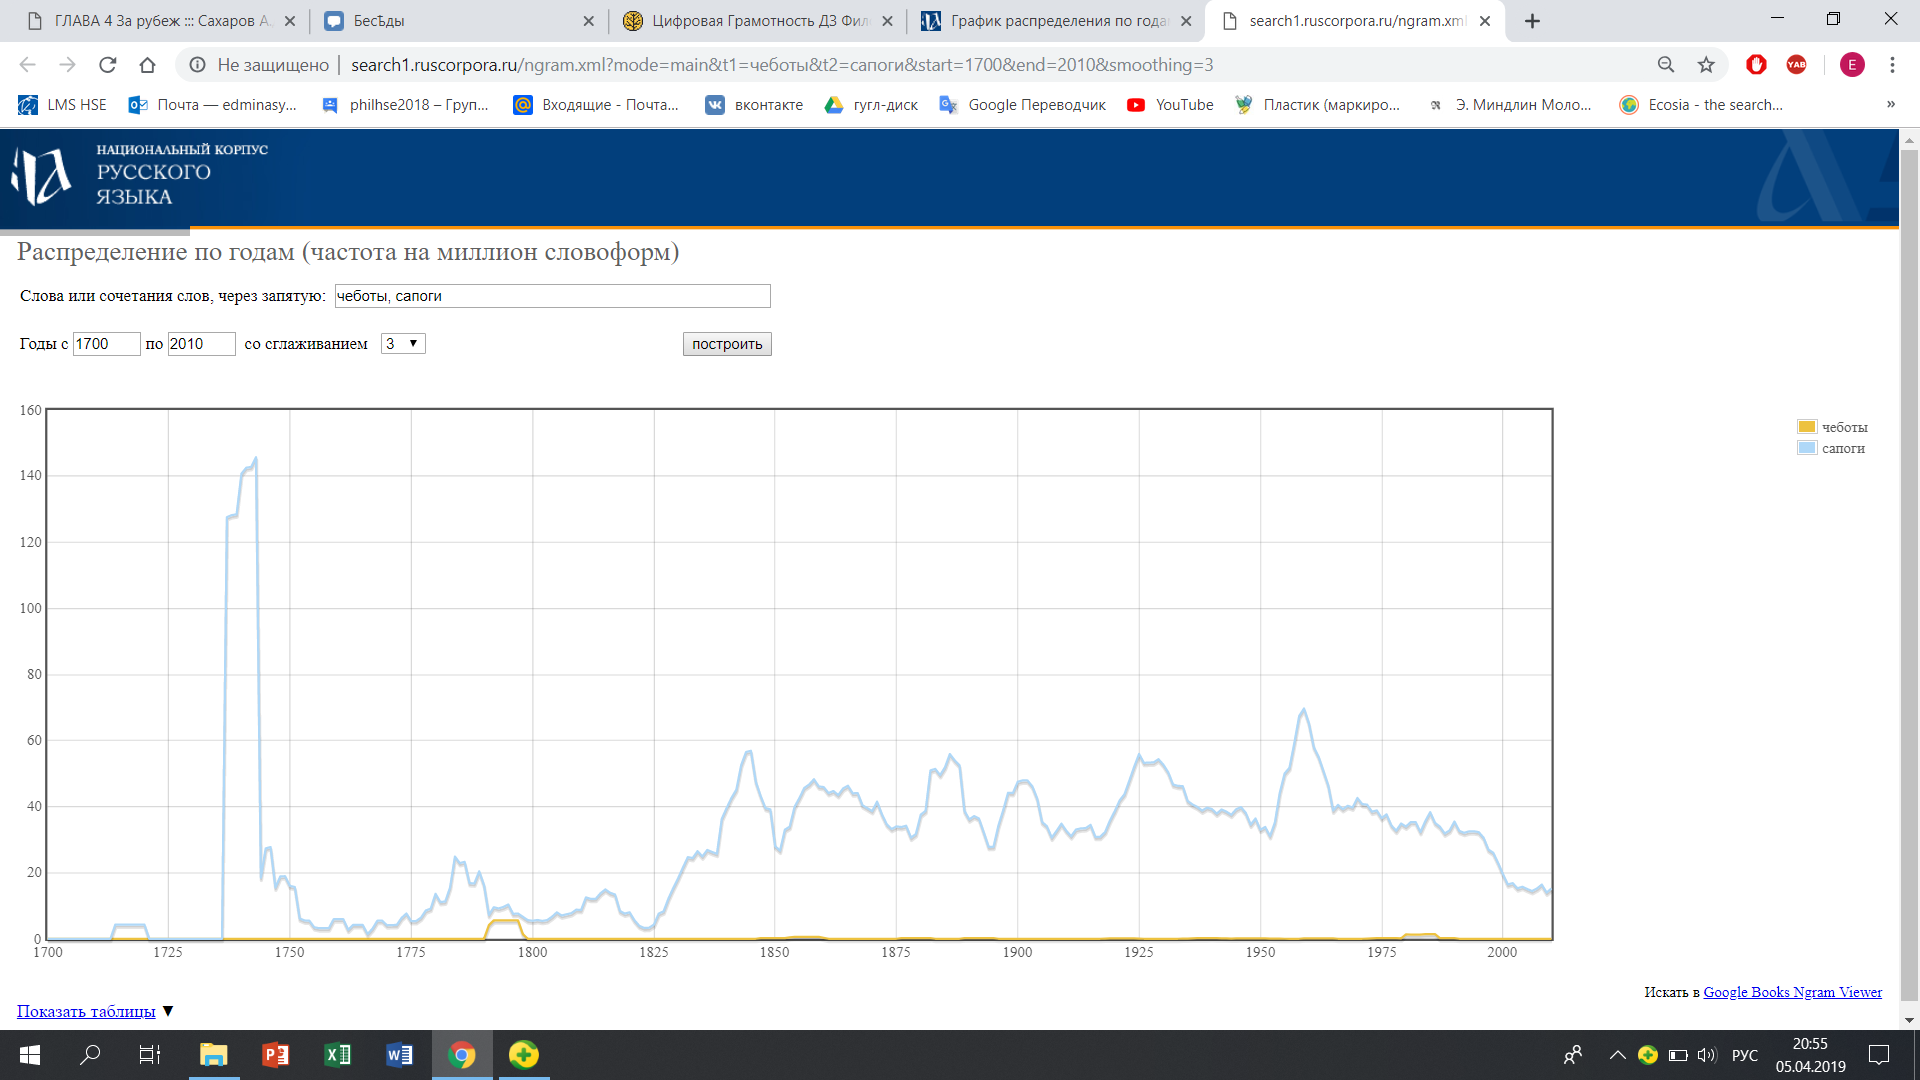 ГЛАВА 4 За рубеж ::: Сахаров А.
Бесѣды
Цифровая Грамотность ДЗ Фил
График распределения по года
search1.ruscorpora.ru/ngram.xml
Не защищено | search1.ruscorpora.ru/ngram.xml?mode=main&t1=чеботы&t2=сапоги&start=1700&end=2010&smoothing=3
YAB
E
LMS HSE
Почта — edminasy...
philhse2018 – Груп...
Входящие - Почта...
вконтакте
гугл-диск
Google Переводчик
YouTube
Пластик (маркиро...
Э. Миндлин Моло...
Ecosia - the search...
»
НАЦИОНАЛЬНЫЙ КОРПУС
РУССКОГО
ЯЗЫКА
Распределение по годам (частота на миллион словоформ)
Слова или сочетания слов, через запятую: чеботы, сапоги
Годы с 1700 по 2010 со сглаживанием 3 построить
160
140
120
100
80
60
40
20
0
чеботы
сапоги
1700 1725 1750 1775 1800 1825 1850 1875 1900 1925 1950 1975 2000
Искать в Google Books Ngram Viewer
Показать таблицы ▼
РУС
20:55
05.04.2019